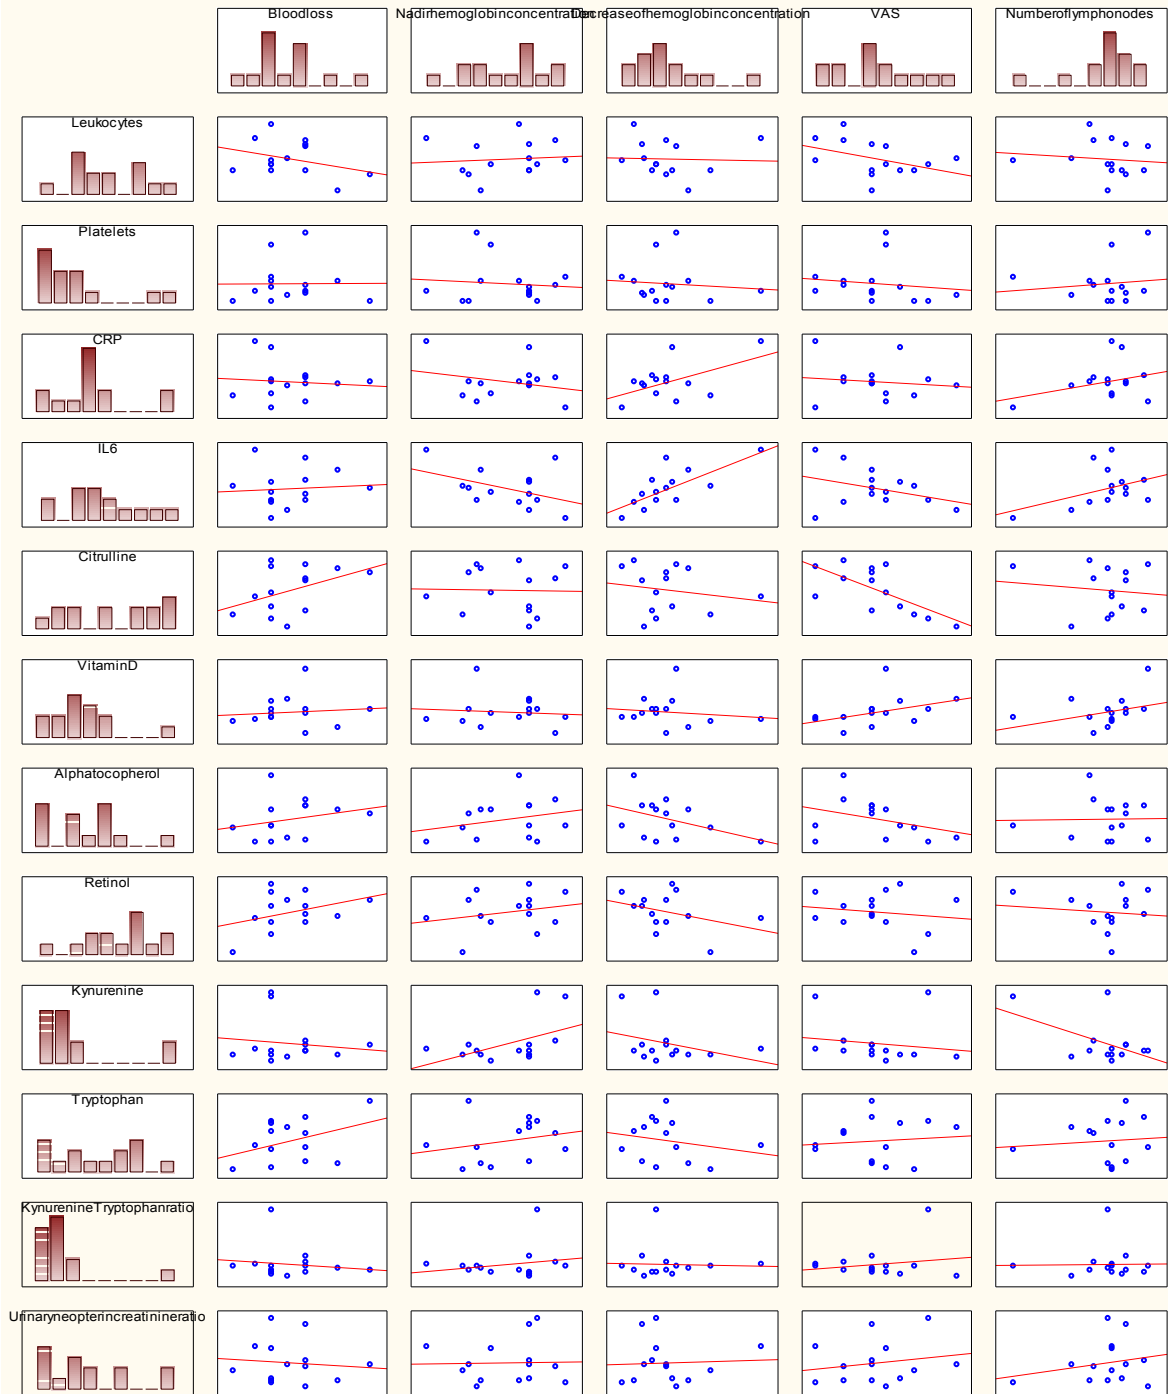 Bloodloss
Nadirhemoglobinconcentration
Decreaseofhemoglobinconcentration
VAS
Numberoflymphonodes
Leukocytes
Platelets
CRP
IL6
Citrulline
VitaminD
Alphatocopherol
Retinol
Kynurenine
Tryptophan
KynurenineTryptophanratio
Urinaryneopterincreatinineratio